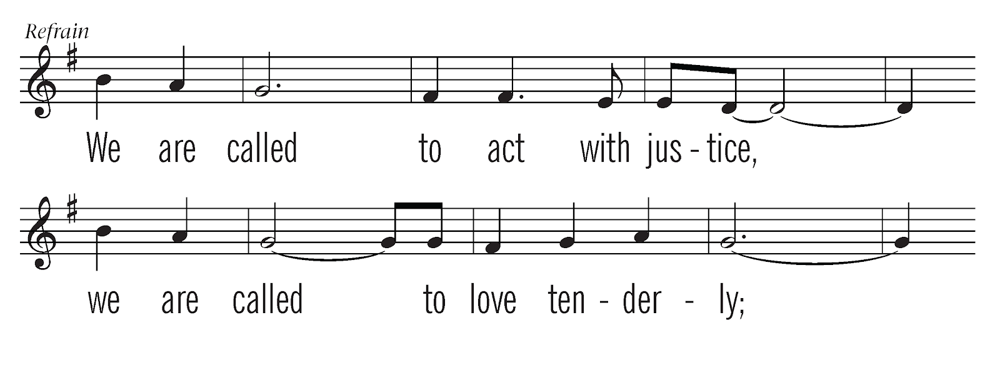 Refrain
We are called to act with jus - tice,
we are called to love ten - der - ly;